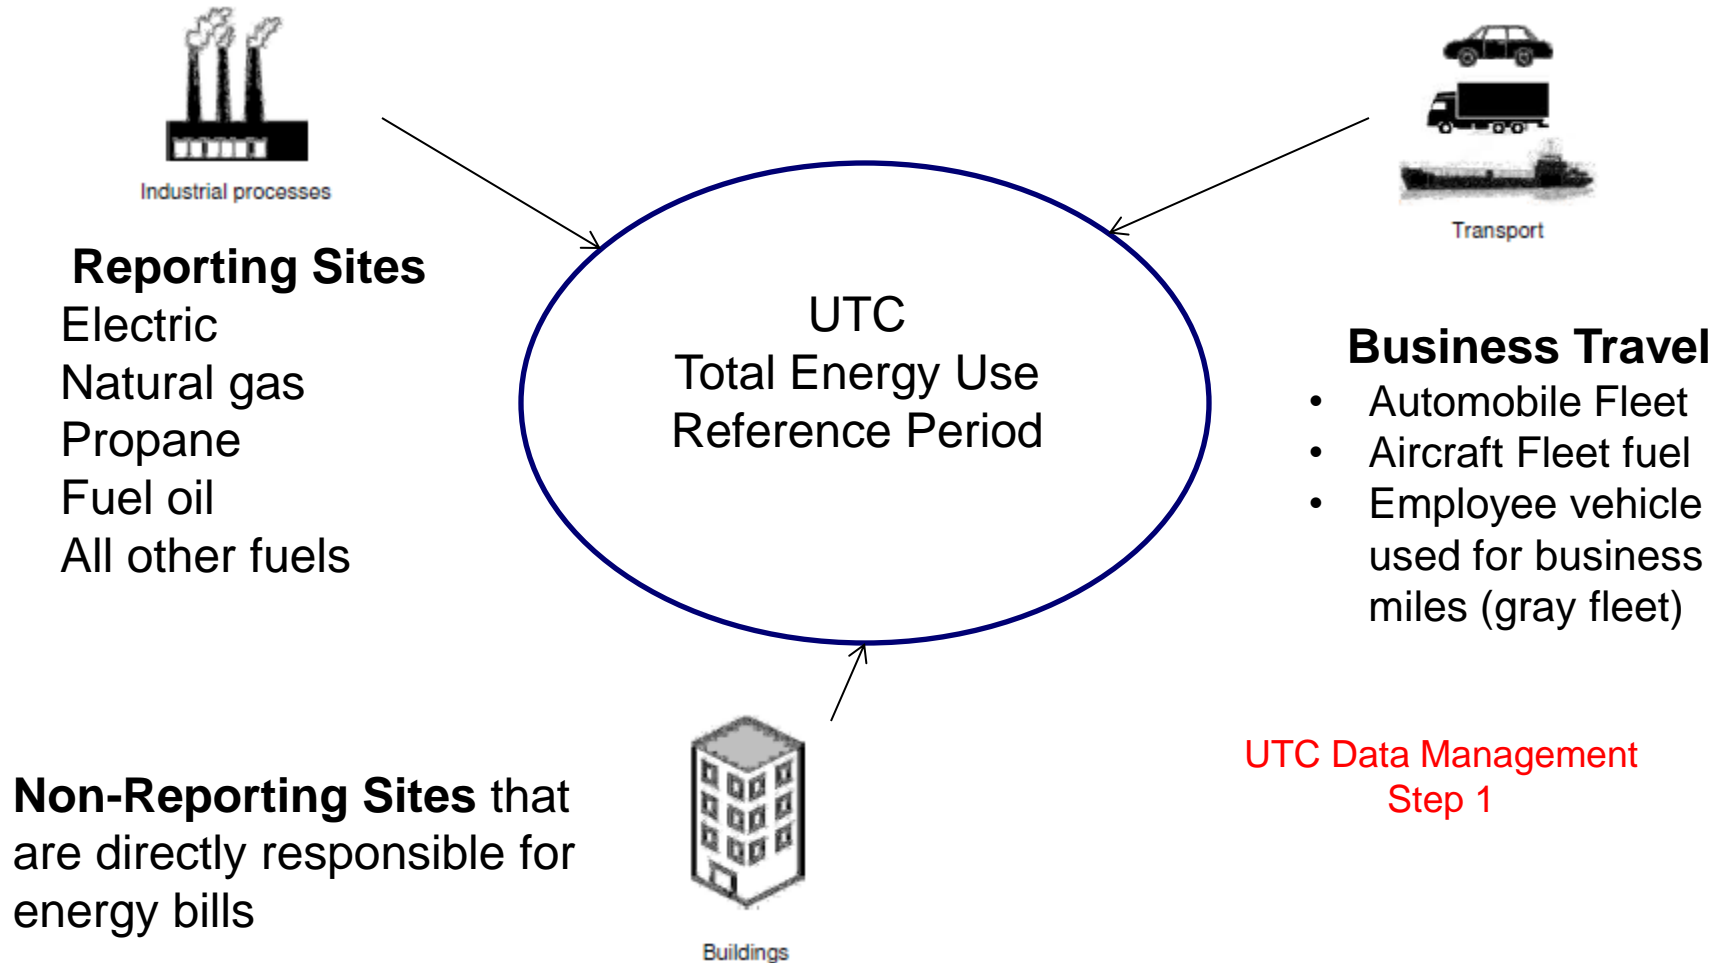 Industrial processes
Reporting Sites
Electric
Natural gas
Propane
Fuel oil
All other fuels
UTC
Total Energy Use
Reference Period
Transport
Business Travel
• Automobile Fleet
• Aircraft Fleet fuel
• Employee vehicle
used for business
miles (gray fleet)
UTC Data Management
Step 1
Non-Reporting Sites that
are directly responsible for
energy bills
Buildings